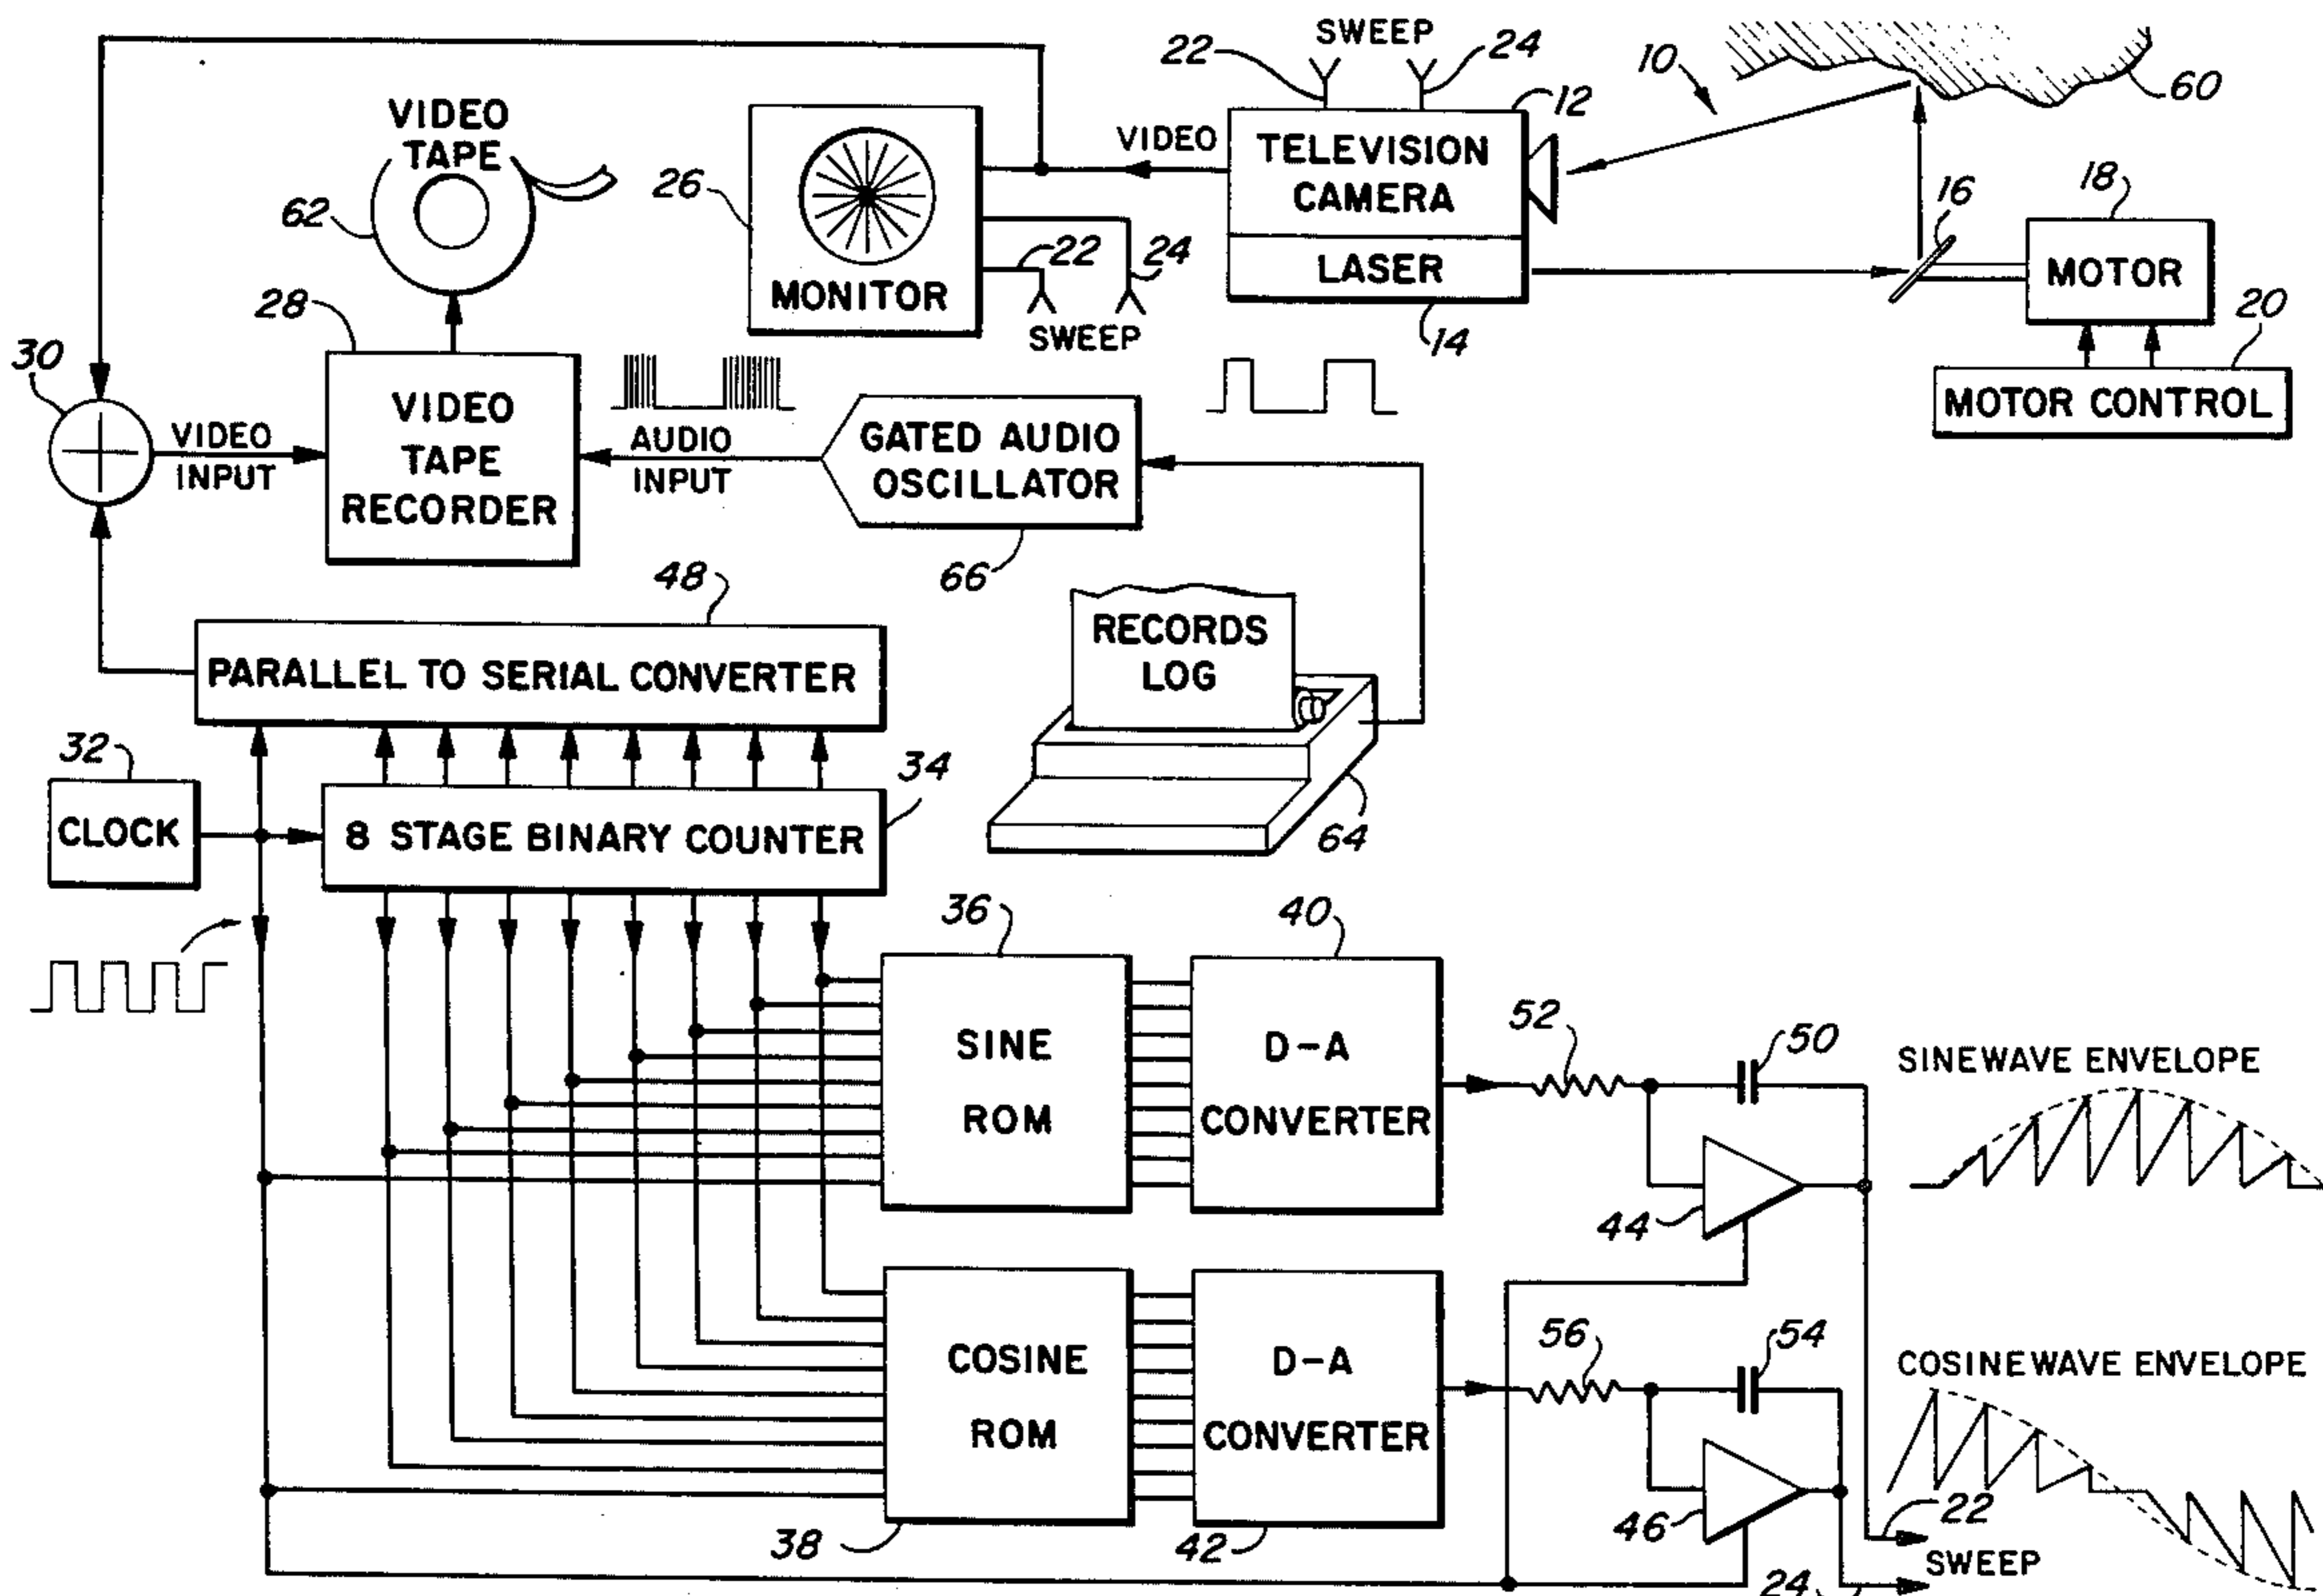 SWEEP
22
24
10
12
60
VIDEO
TAPE
62
26
MONITOR
22
24
SWEEP
VIDEO
TELEVISION
CAMERA
LASER
14
16
18
MOTOR
20
MOTOR CONTROL
28
30
VIDEO
INPUT
VIDEO
TAPE
RECORDER
AUDIO
INPUT
GATED AUDIO
OSCILLATOR
66
48
PARALLEL TO SERIAL CONVERTER
RECORDS
LOG
64
32
CLOCK
34
8 STAGE BINARY COUNTER
36
SINE
ROM
40
D-A
CONVERTER
52
50
44
SINEWAVE ENVELOPE
COSINE
ROM
38
D-A
CONVERTER
42
56
54
46
COSINEWAVE ENVELOPE
22
SWEEP
24